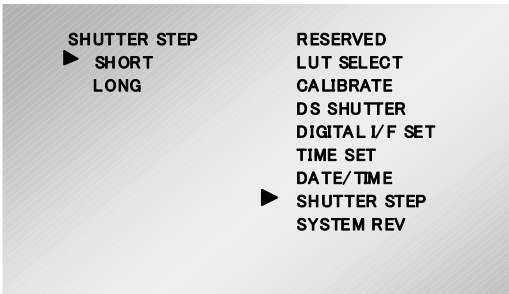 SHUTTER STEP
SHORT
LONG
RESERVED
LUT SELECT
CALIBRATE
DS SHUTTER
DIGITAL I/F SET
TIME SET
DATE/TIME
SHUTTER STEP
SYSTEM REV